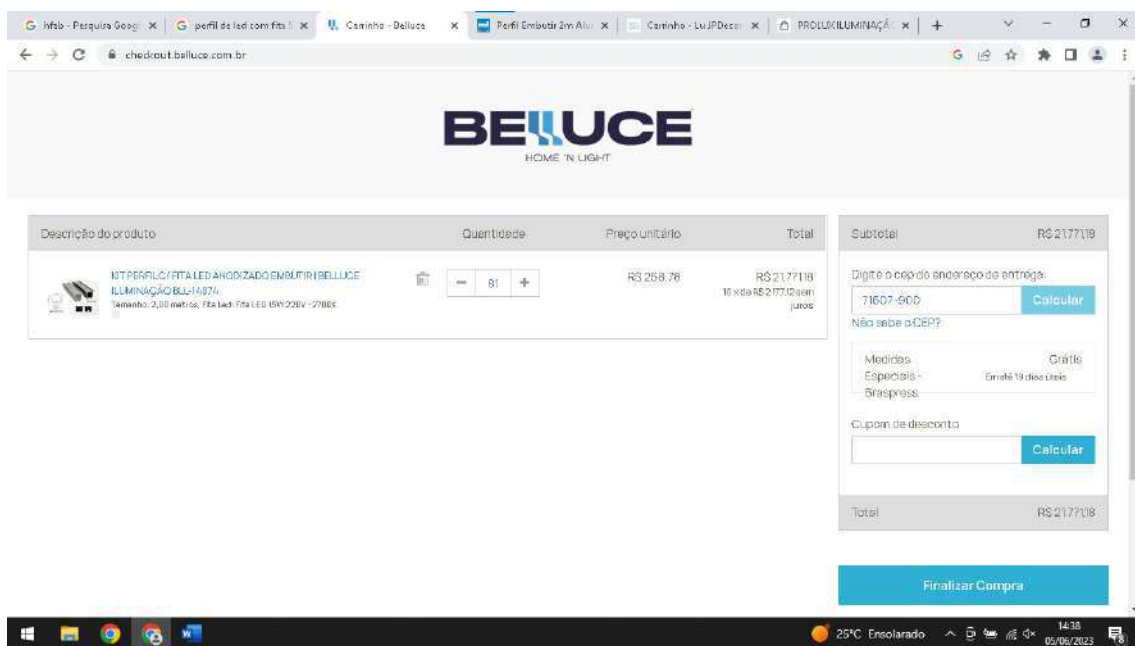 hfab - Pesquisa Googl
perfil de led com fita
Carrinho - Belluce
Perfil Embutir 2m Alu
Carrinho - LuJPDecor
PROLUX ILUMINAÇÃ
checkout.belluce.com.br
BELLUCE
HOME 'N LIGHT
Descrição do produto Quantidade Preço unitário Total
KIT PERFIL C/ FITA LED ANODIZADO EMBUTIR | BELLUCE
ILUMINAÇÃO BLL-14874
Tamanho: 2,00 metros, Fita Led: Fita LED 15W 220V - 2700K
81
R$ 268,78
R$ 21.771,18
10 x de R$ 2.177,12 sem
juros
Subtotal R$ 21.771,18
Digite o cep do endereço de entrega:
71607-900 Calcular
Não sabe o CEP?
Medidas
Especiais -
Braspress
Grátis
Em até 19 dias úteis
Cupom de desconto
Calcular
Total R$ 21.771,18
Finalizar Compra
25°C Ensolarado
14:38
05/06/2023